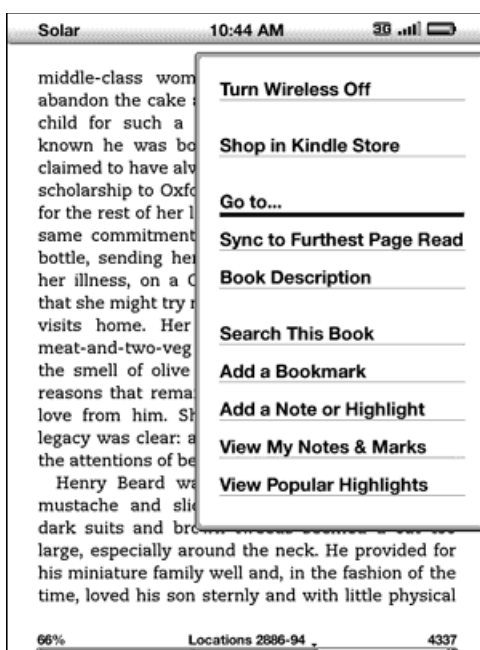 Solar 10:44 AM 3G
middle-class wom
abandon the cake
child for such a
known he was bo
claimed to have alw
scholarship to Oxfo
for the rest of her l
same commitment
bottle, sending her
her illness, on a
that she might try
visits home. Her
meat-and-two-veg
the smell of olive
reasons that rema
love from him. Sh
legacy was clear: a
the attentions of be
Henry Beard wa
mustache and slic
dark suits and
large, especially around the neck. He provided for
his miniature family well and, in the fashion of the
time, loved his son sternly and with little physical
Turn Wireless Off
Shop in Kindle Store
Go to...
Sync to Furthest Page Read
Book Description
Search This Book
Add a Bookmark
Add a Note or Highlight
View My Notes & Marks
View Popular Highlights
66% Locations 2886-94 4337